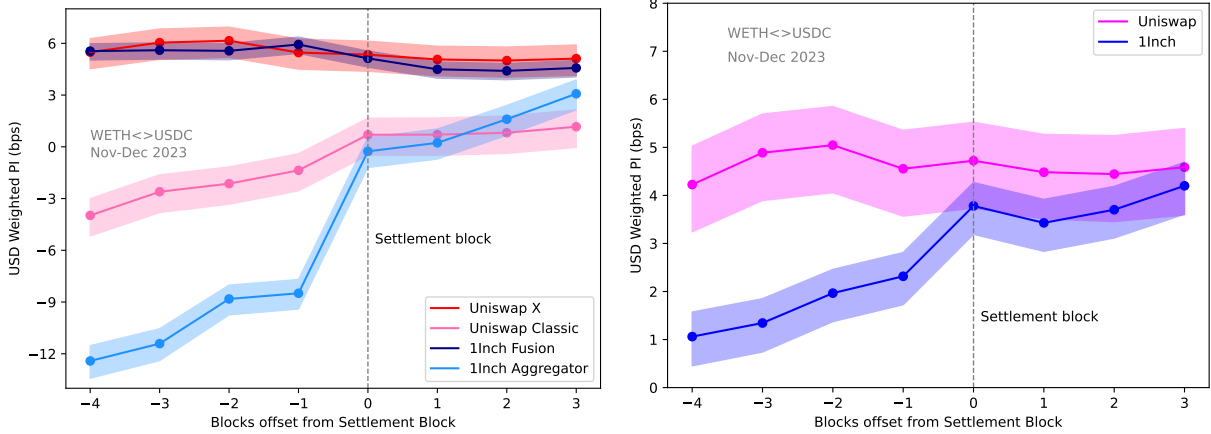 6
3
0
−3
−6
−9
−12
USD Weighted PI (bps)
WETH<>USDC
Nov-Dec 2023
Settlement block
Uniswap X
Uniswap Classic
1Inch Fusion
1Inch Aggregator
−4 −3 −2 −1 0 1 2 3
Blocks offset from Settlement Block
8
7
6
5
4
3
2
1
0
USD Weighted PI (bps)
WETH<>USDC
Nov-Dec 2023
Uniswap
1Inch
Settlement block
−4 −3 −2 −1 0 1 2 3
Blocks offset from Settlement Block